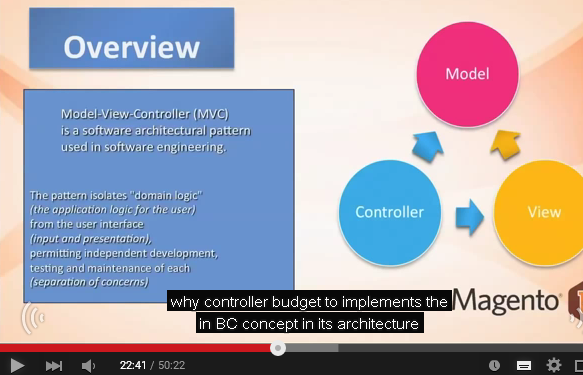 Overview
Model-View-Controller (MVC)
is a software architectural pattern
used in software engineering.
The pattern isolates "domain logic"
(the application logic for the user)
from the user interface
(input and presentation),
permitting independent development,
testing and maintenance of each
(separation of concerns)
Model
Controller
View
Magento®
why controller budget to implements the
in BC concept in its architecture
22:41 / 50:22